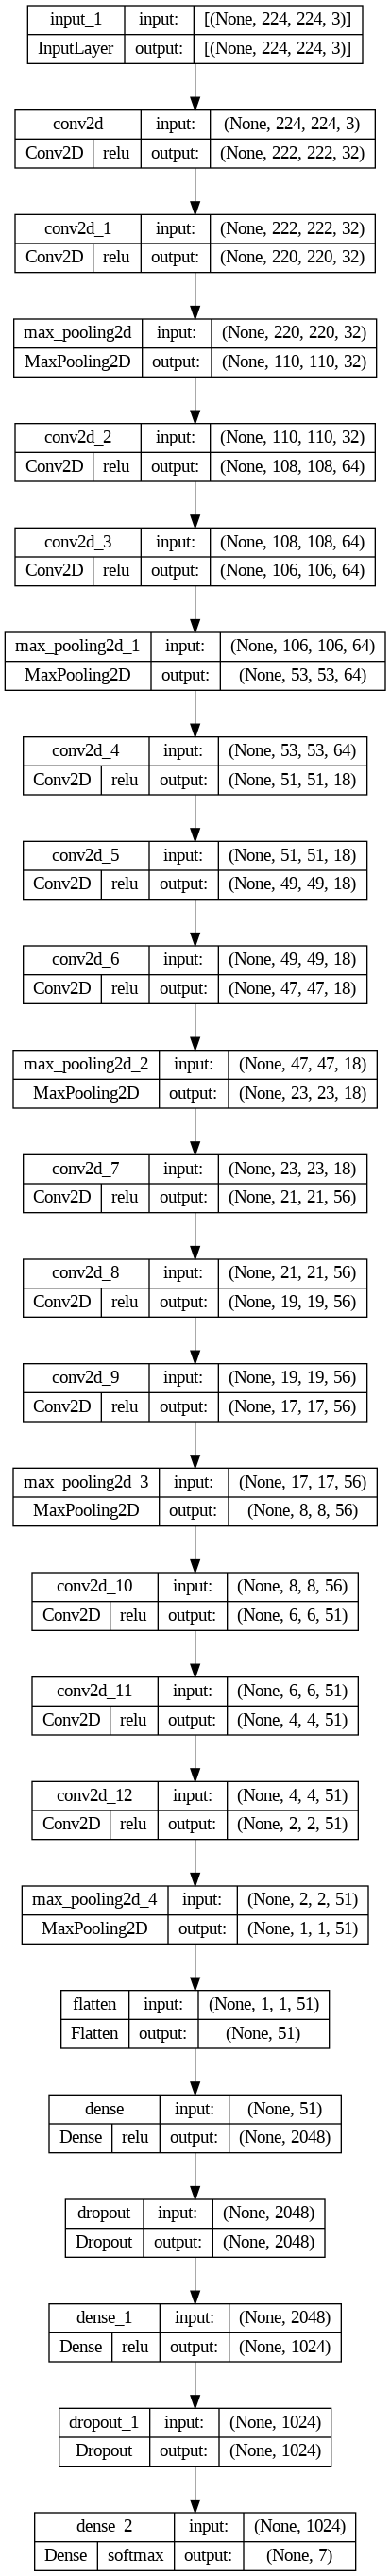 input_1 input: [(None, 224, 224, 3)]
InputLayer output: [(None, 224, 224, 3)]
conv2d input: (None, 224, 224, 3)
Conv2D relu output: (None, 222, 222, 32)
conv2d_1 input: (None, 222, 222, 32)
Conv2D relu output: (None, 220, 220, 32)
max_pooling2d input: (None, 220, 220, 32)
MaxPooling2D output: (None, 110, 110, 32)
conv2d_2 input: (None, 110, 110, 32)
Conv2D relu output: (None, 108, 108, 64)
conv2d_3 input: (None, 108, 108, 64)
Conv2D relu output: (None, 106, 106, 64)
max_pooling2d_1 input: (None, 106, 106, 64)
MaxPooling2D output: (None, 53, 53, 64)
conv2d_4 input: (None, 53, 53, 64)
Conv2D relu output: (None, 51, 51, 18)
conv2d_5 input: (None, 51, 51, 18)
Conv2D relu output: (None, 49, 49, 18)
conv2d_6 input: (None, 49, 49, 18)
Conv2D relu output: (None, 47, 47, 18)
max_pooling2d_2 input: (None, 47, 47, 18)
MaxPooling2D output: (None, 23, 23, 18)
conv2d_7 input: (None, 23, 23, 18)
Conv2D relu output: (None, 21, 21, 56)
conv2d_8 input: (None, 21, 21, 56)
Conv2D relu output: (None, 19, 19, 56)
conv2d_9 input: (None, 19, 19, 56)
Conv2D relu output: (None, 17, 17, 56)
max_pooling2d_3 input: (None, 17, 17, 56)
MaxPooling2D output: (None, 8, 8, 56)
conv2d_10 input: (None, 8, 8, 56)
Conv2D relu output: (None, 6, 6, 51)
conv2d_11 input: (None, 6, 6, 51)
Conv2D relu output: (None, 4, 4, 51)
conv2d_12 input: (None, 4, 4, 51)
Conv2D relu output: (None, 2, 2, 51)
max_pooling2d_4 input: (None, 2, 2, 51)
MaxPooling2D output: (None, 1, 1, 51)
flatten input: (None, 1, 1, 51)
Flatten output: (None, 51)
dense input: (None, 51)
Dense relu output: (None, 2048)
dropout input: (None, 2048)
Dropout output: (None, 2048)
dense_1 input: (None, 2048)
Dense relu output: (None, 1024)
dropout_1 input: (None, 1024)
Dropout output: (None, 1024)
dense_2 input: (None, 1024)
Dense softmax output: (None, 7)